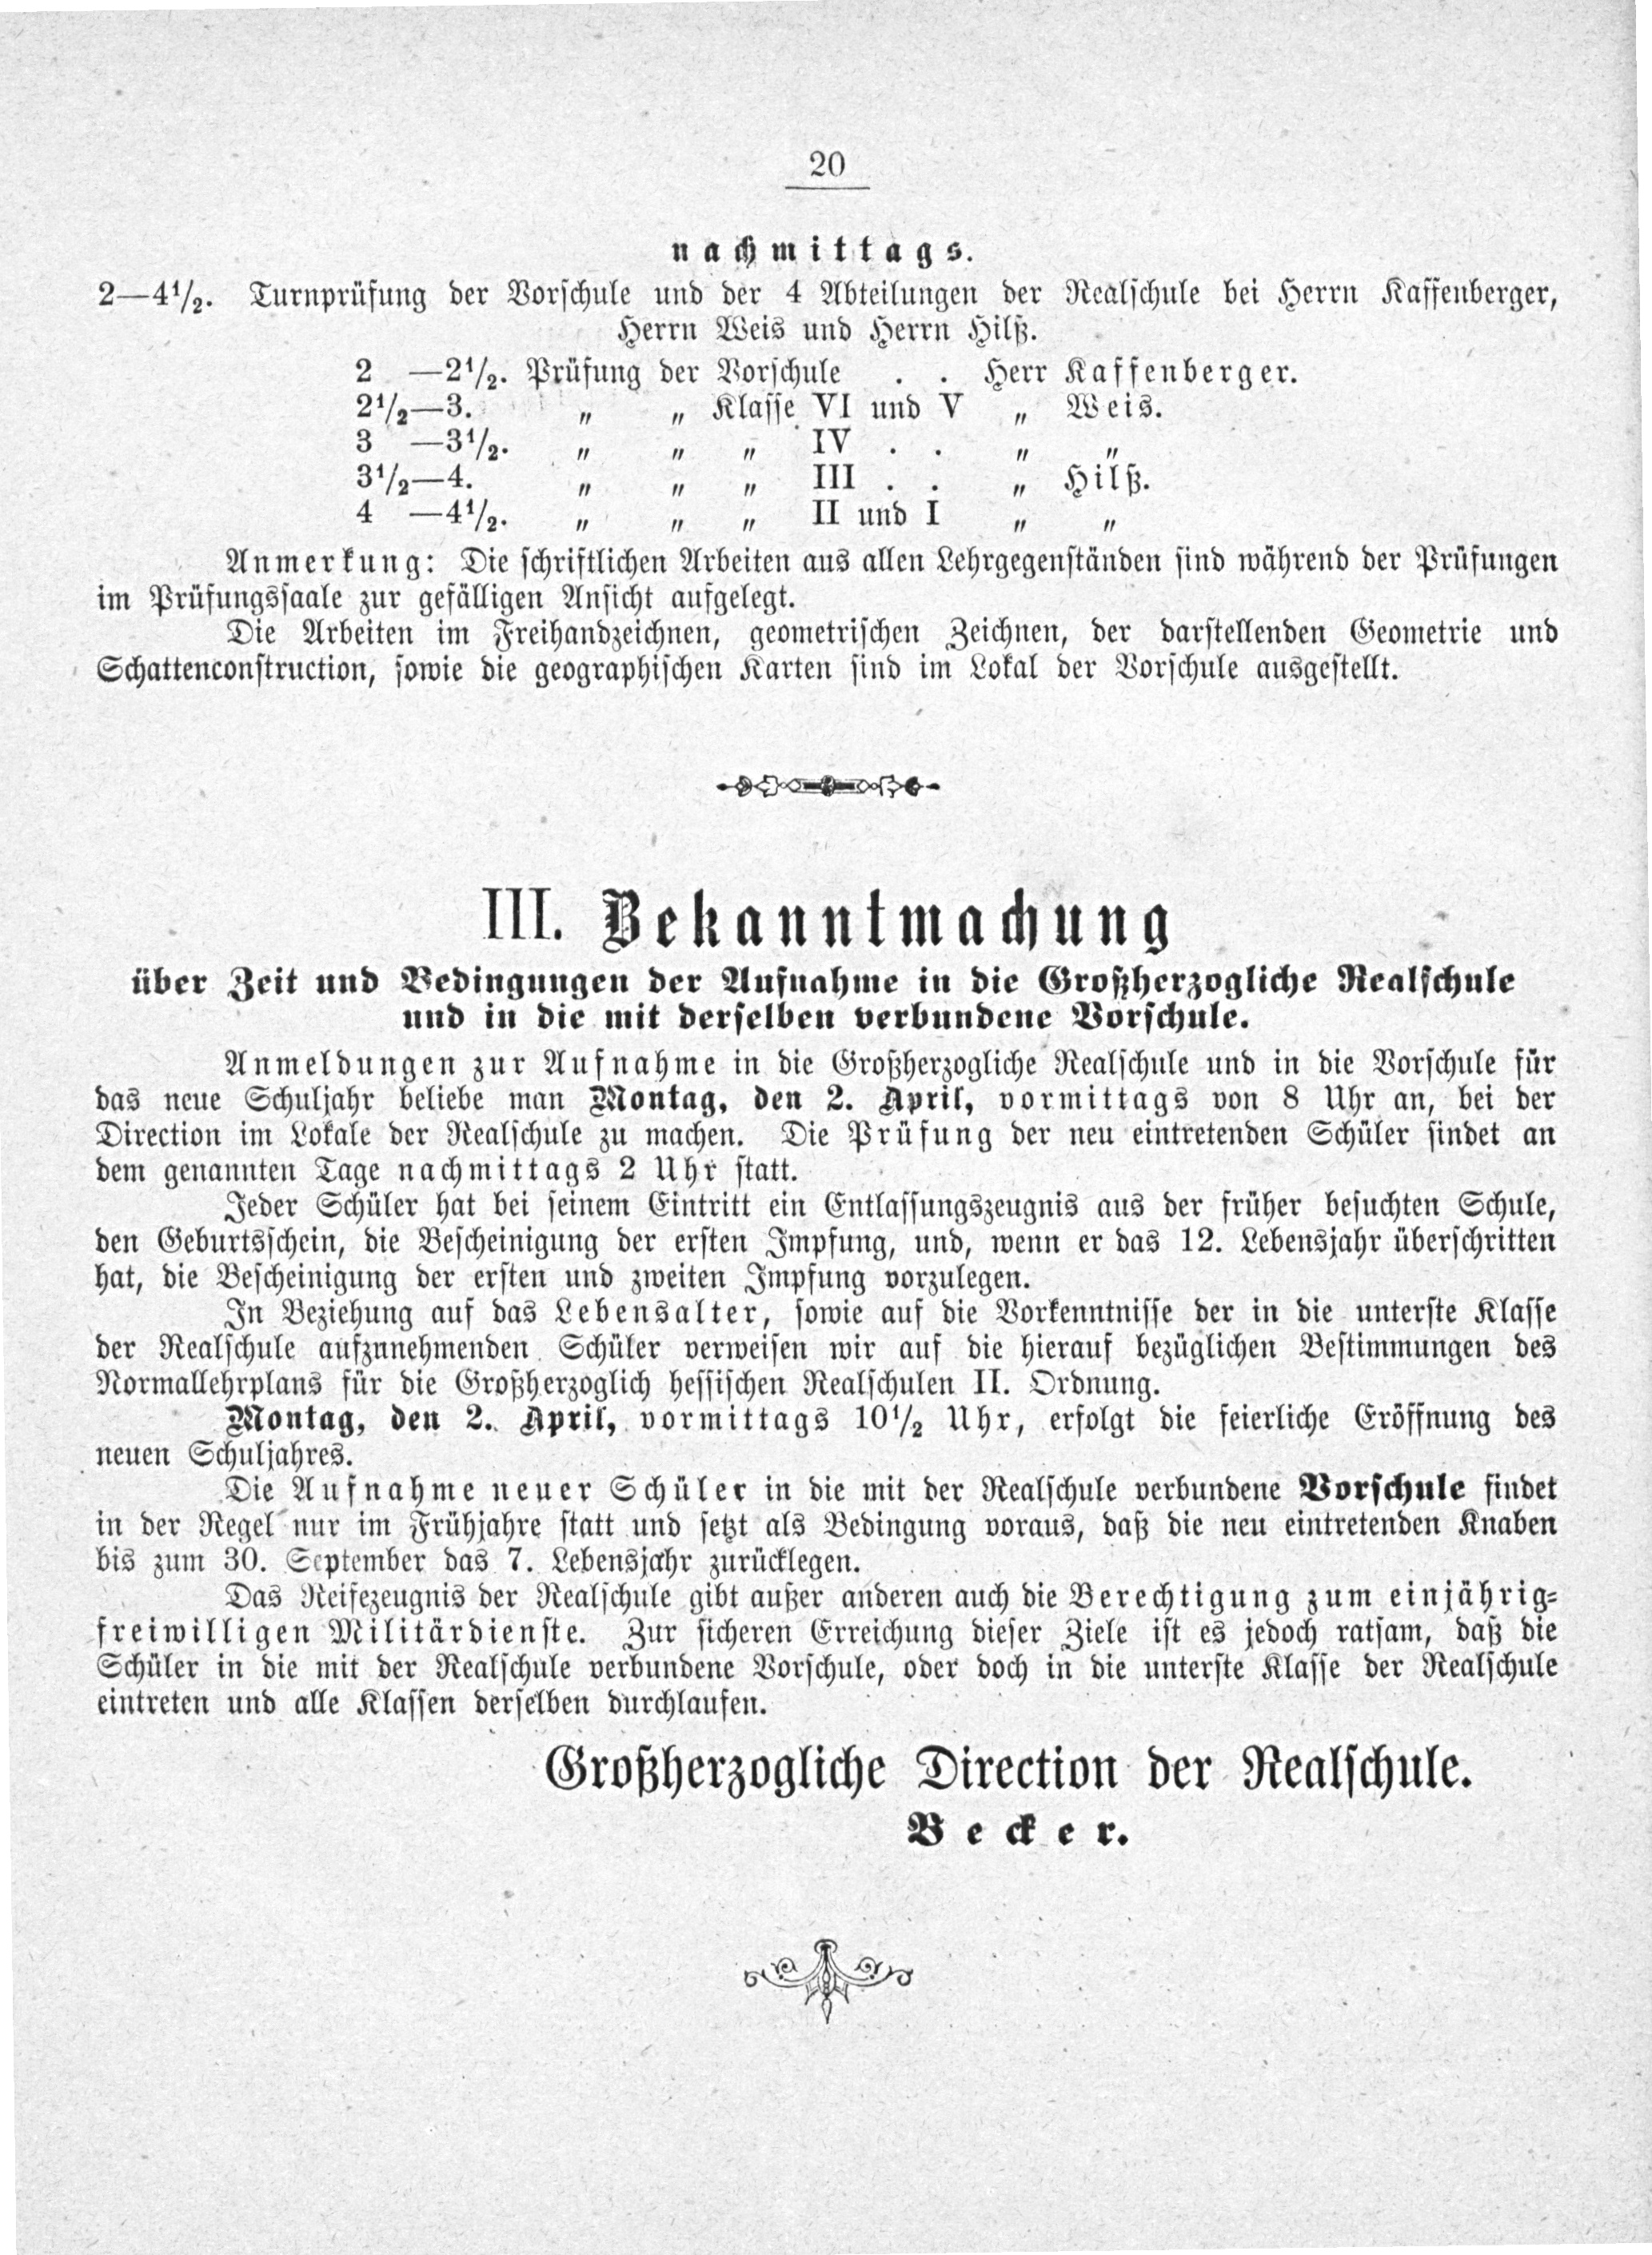 20
nachmittags.
2—4½. Turnprüfung der Vorschule und der 4 Abteilungen der Realschule bei Herrn Kaffenberger,
Herrn Weis und Herrn Hilß.
2 —2½. Prüfung der Vorschule . . Herr Kaffenberger.
2½—3. „ „ Klasse VI und V „ Weis.
3 —3½. „ „ „ IV . . „ „
3½—4. „ „ „ III . . „ Hilß.
4 —4½. „ „ „ II und I „ „
Anmerkung: Die schriftlichen Arbeiten aus allen Lehrgegenständen sind während der Prüfungen
im Prüfungssaale zur gefälligen Ansicht aufgelegt.
Die Arbeiten im Freihandzeichnen, geometrischen Zeichnen, der darstellenden Geometrie und
Schattenconstruction, sowie die geographischen Karten sind im Lokal der Vorschule ausgestellt.
III. Bekanntmachung
über Zeit und Bedingungen der Aufnahme in die Großherzogliche Realschule
und in die mit derselben verbundene Vorschule.
Anmeldungen zur Aufnahme in die Großherzogliche Realschule und in die Vorschule für
das neue Schuljahr beliebe man Montag, den 2. April, vormittags von 8 Uhr an, bei der
Direction im Lokale der Realschule zu machen. Die Prüfung der neu eintretenden Schüler findet an
dem genannten Tage nachmittags 2 Uhr statt.
Jeder Schüler hat bei seinem Eintritt ein Entlassungszeugnis aus der früher besuchten Schule,
den Geburtsschein, die Bescheinigung der ersten Impfung, und, wenn er das 12. Lebensjahr überschritten
hat, die Bescheinigung der ersten und zweiten Impfung vorzulegen.
In Beziehung auf das Lebensalter, sowie auf die Vorkenntnisse der in die unterste Klasse
der Realschule aufzunehmenden Schüler verweisen wir auf die hierauf bezüglichen Bestimmungen des
Normallehrplans für die Großherzoglich hessischen Realschulen II. Ordnung.
Montag, den 2. April, vormittags 10½ Uhr, erfolgt die feierliche Eröffnung des
neuen Schuljahres.
Die Aufnahme neuer Schüler in die mit der Realschule verbundene Vorschule findet
in der Regel nur im Frühjahre statt und setzt als Bedingung voraus, daß die neu eintretenden Knaben
bis zum 30. September das 7. Lebensjahr zurücklegen.
Das Reifezeugnis der Realschule gibt außer anderen auch die Berechtigung zum einjährig-
freiwilligen Militärdienste. Zur sicheren Erreichung dieser Ziele ist es jedoch ratsam, daß die
Schüler in die mit der Realschule verbundene Vorschule, oder doch in die unterste Klasse der Realschule
eintreten und alle Klassen derselben durchlaufen.
Großherzogliche Direction der Realschule.
Becker.